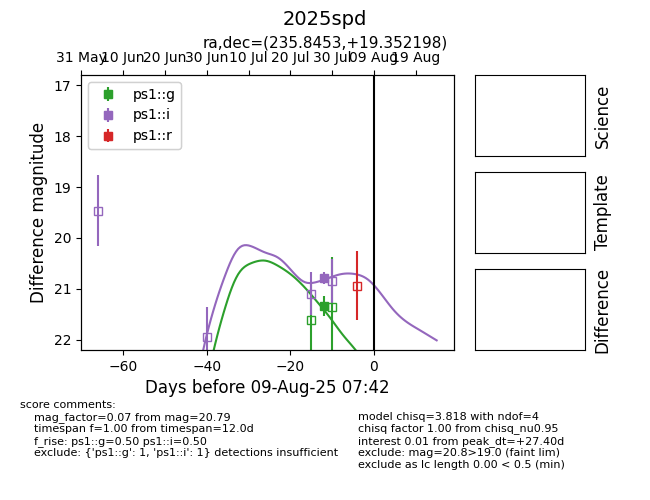 2025spd
ra,dec=(235.8453,+19.352198)
31 May 10 Jun 20 Jun 30 Jun 10 Jul 20 Jul 30 Jul 09 Aug 19 Aug
ps1::g
ps1::i
ps1::r
17
18
19
20
21
22
Difference magnitude
−60 −40 −20 0
Days before 09-Aug-25 07:42
Science
Template
Difference
score comments:
mag_factor=0.07 from mag=20.79
timespan f=1.00 from timespan=12.0d
f_rise: ps1::g=0.50 ps1::i=0.50
exclude: {'ps1::g': 1, 'ps1::i': 1} detections insufficient
model chisq=3.818 with ndof=4
chisq factor 1.00 from chisq_nu0.95
interest 0.01 from peak_dt=+27.40d
exclude: mag=20.8>19.0 (faint lim)
exclude as lc length 0.00 < 0.5 (min)